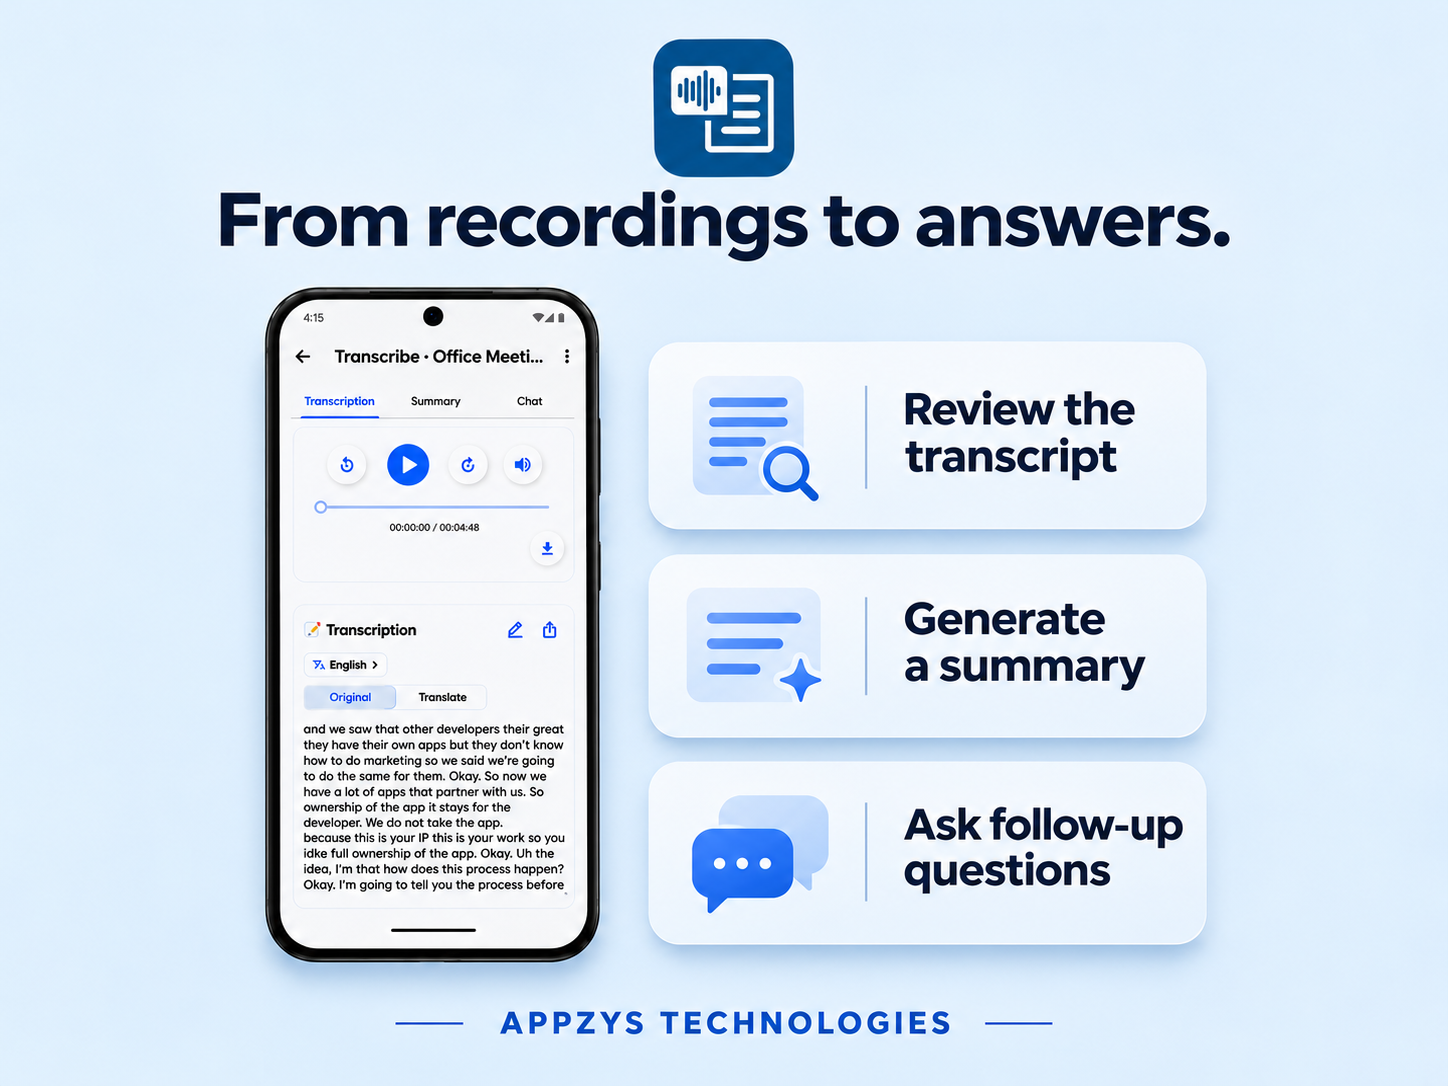 From recordings to answers.
4:15
Transcribe · Office Meeti...
Transcription
Summary
Chat
00:00:00 / 00:04:48
Transcription
English
Original
Translate
and we saw that other developers their great
they have their own apps but they don't know
how to do marketing so we said we're going
to do the same for them. Okay. So now we
have a lot of apps that partner with us. So
ownership of the app it stays for the
developer. We do not take the app.
because this is your IP this is your work so you
idke full ownership of the app. Okay. Uh the
idea, I'm that how does this process happen?
Okay. I'm going to tell you the process before
Review the
transcript
Generate
a summary
Ask follow-up
questions
APPZYS TECHNOLOGIES